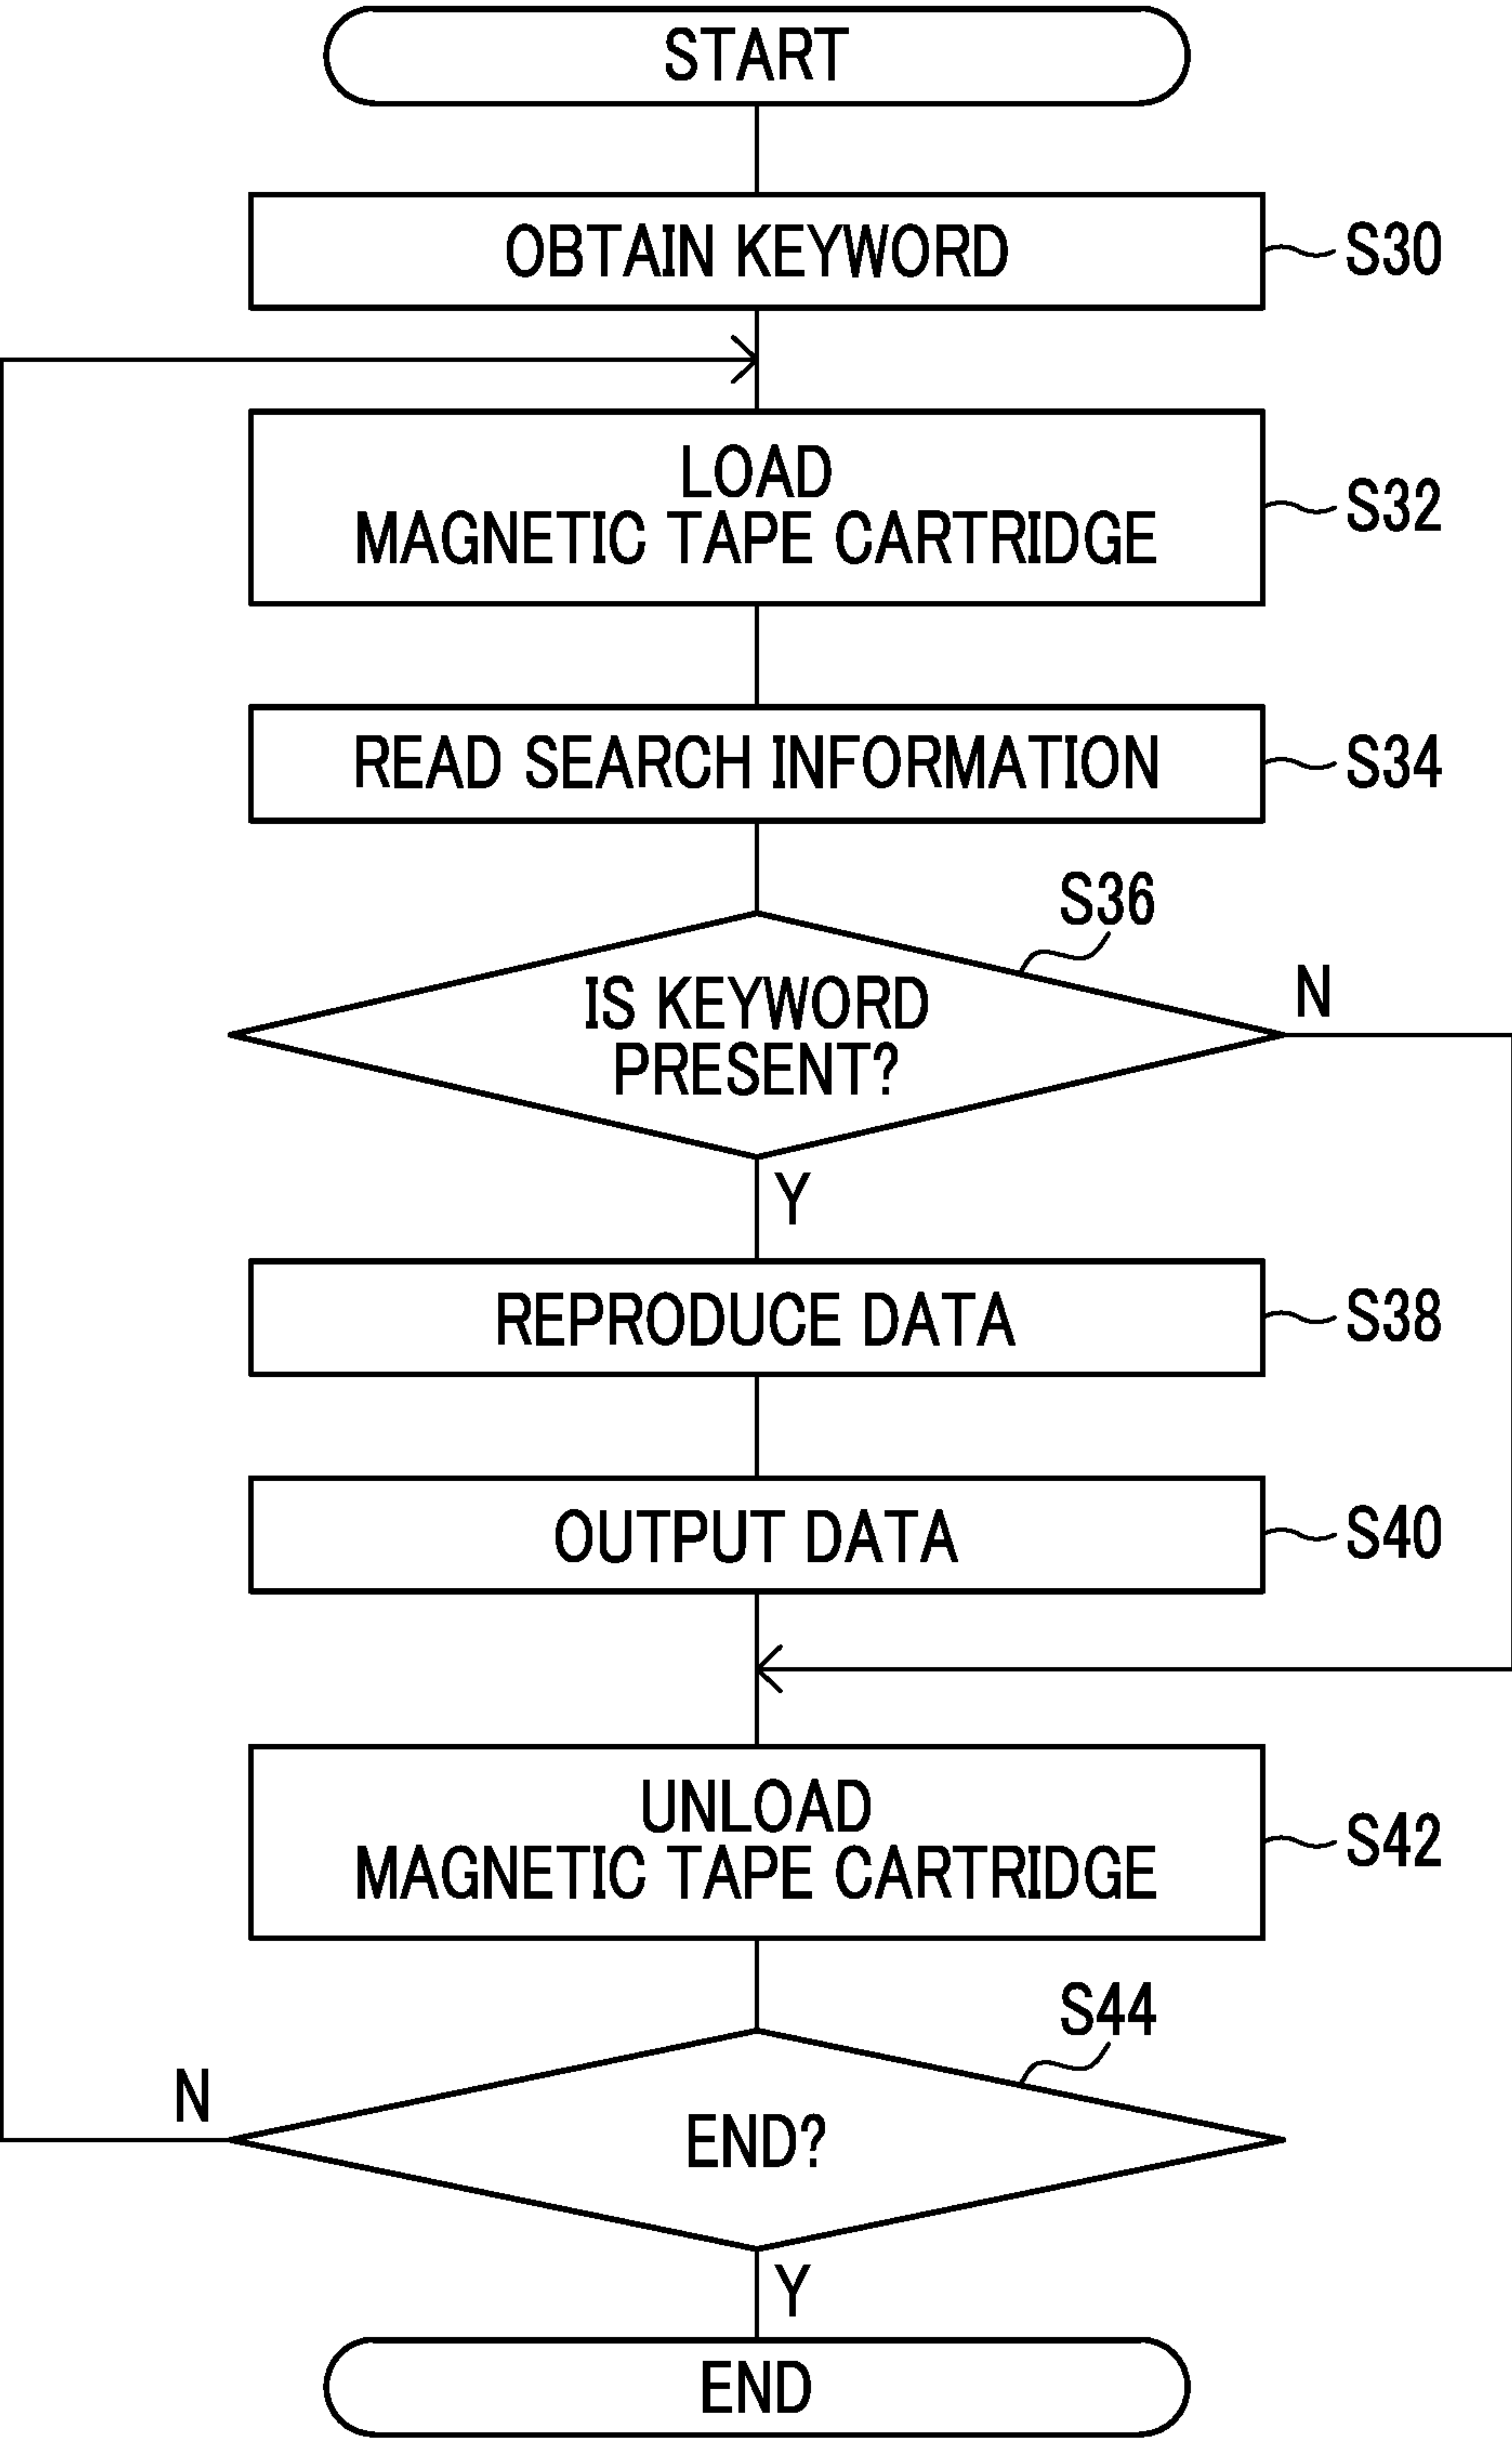 START
OBTAIN KEYWORD
S30
LOAD
MAGNETIC TAPE CARTRIDGE
S32
READ SEARCH INFORMATION
S34
S36
IS KEYWORD
PRESENT?
N
Y
REPRODUCE DATA
S38
OUTPUT DATA
S40
UNLOAD
MAGNETIC TAPE CARTRIDGE
S42
S44
N
END?
Y
END